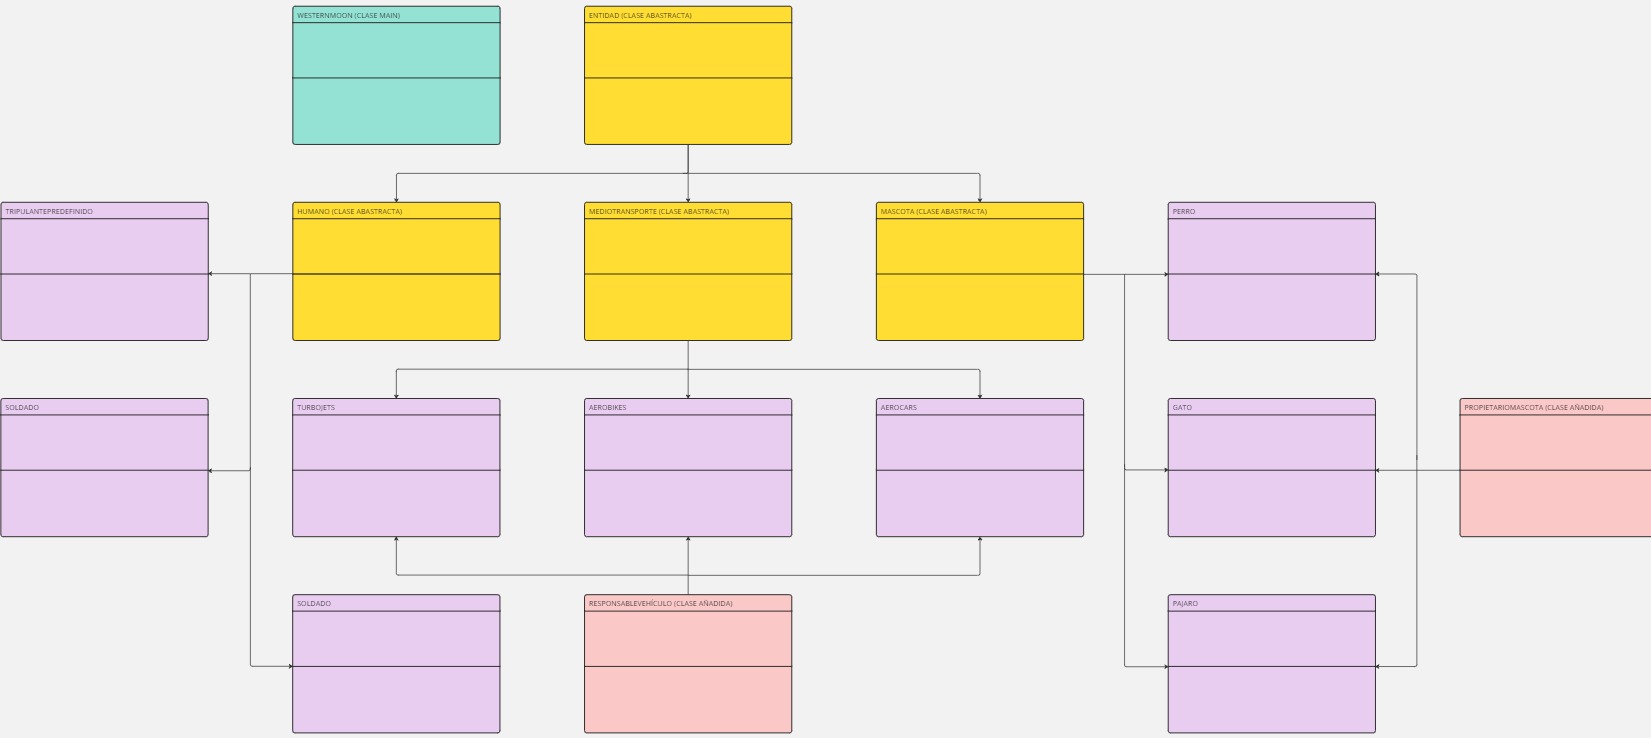 WESTERNMOON (CLASE MAIN)
ENTIDAD (CLASE ABASTRACTA)
TRIPULANTEPREDEFINIDO
HUMANO (CLASE ABASTRACTA)
MEDIOTRANSPORTE (CLASE ABASTRACTA)
MASCOTA (CLASE ABASTRACTA)
PERRO
SOLDADO
TURBOJETS
AEROBIKES
AEROCARS
GATO
PROPIETARIOMASCOTA (CLASE AÑADIDA)
SOLDADO
RESPONSABLEVEHÍCULO (CLASE AÑADIDA)
PAJARO